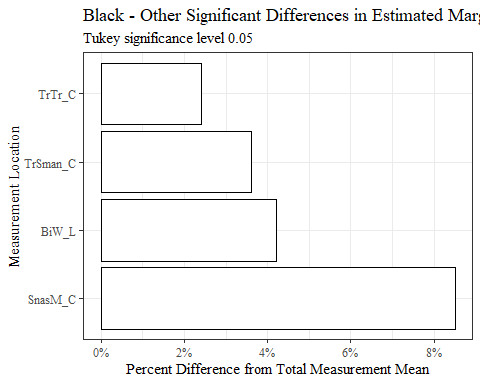 Black - Other Significant Differences in Estimated Marg
Tukey significance level 0.05
TrTr_C
TrSman_C
BiW_L
SnasM_C
Measurement Location
0% 2% 4% 6% 8%
Percent Difference from Total Measurement Mean